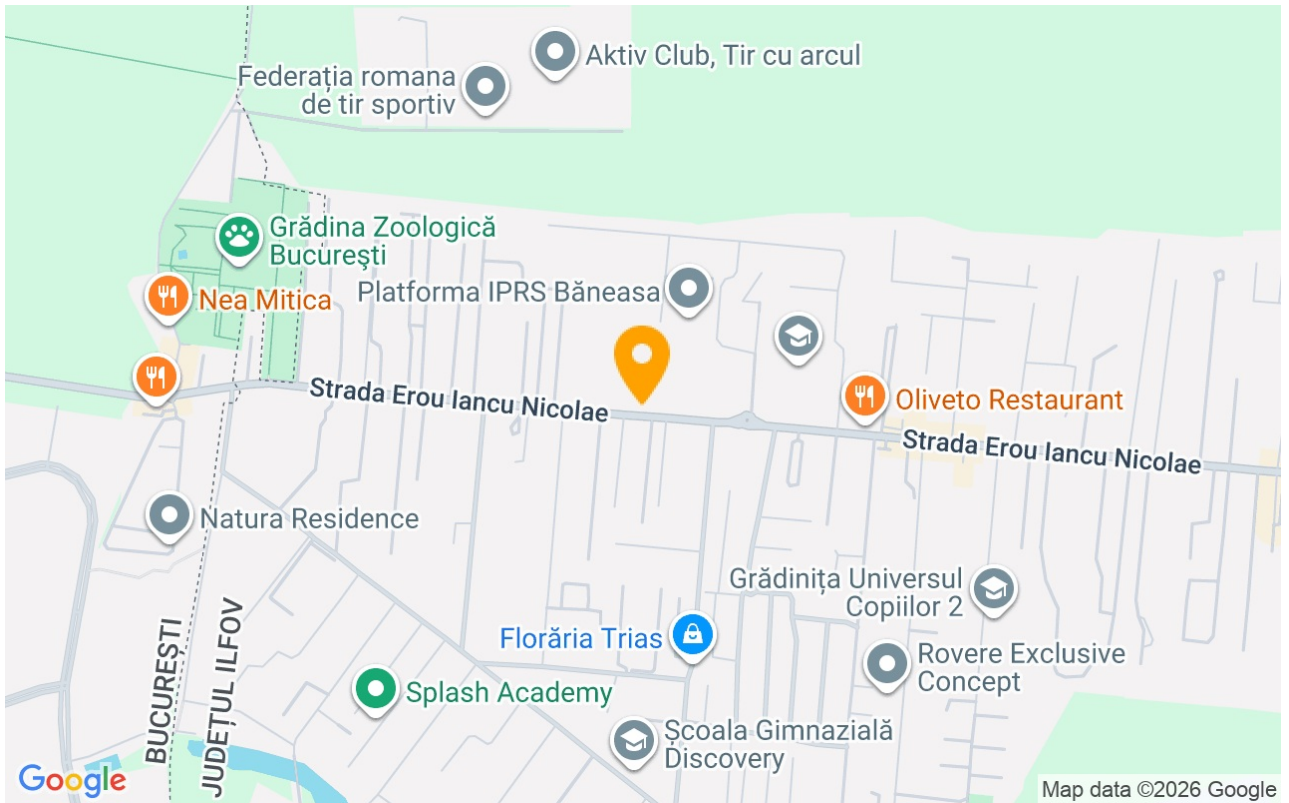 Aktiv Club, Tir cu arcul
Federația romana
de tir sportiv
Grădina Zoologică
București
Nea Mitica
Platforma IPRS Băneasa
Strada Erou Iancu Nicolae
Oliveto Restaurant
Strada Erou Iancu Nicolae
Natura Residence
Grădinița Universul
Copiilor 2
BUCUREȘTI
JUDEȚUL ILFOV
Florăria Trias
Rovere Exclusive
Concept
Splash Academy
Școala Gimnazială
Discovery
Google
Map data ©2026 Google